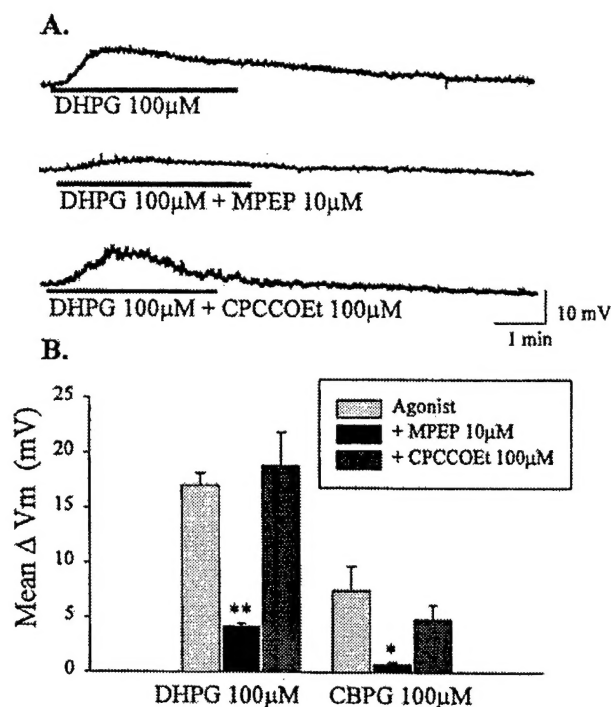 A.
DHPG 100μM
DHPG 100μM + MPEP 10μM
DHPG 100μM + CPCCOEt 100μM
10 mV
1 min
B.
25
20
15
10
5
0
Mean Δ Vm (mV)
Agonist
+ MPEP 10μM
+ CPCCOEt 100μM
**
*
DHPG 100μM
CBPG 100μM